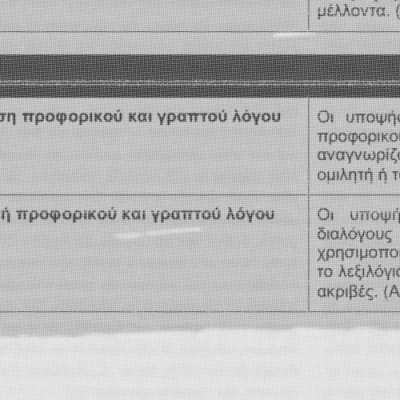 μέλλοντα. (
ση προφορικού και γραπτού λόγου
Οι υποψή
προφορικο
αναγνωρίζ
ομιλητή ή τ
ή προφορικού και γραπτού λόγου
Οι υποψή
διαλόγους
χρησιμοπο
το λεξιλόγι
ακριβές. (Α